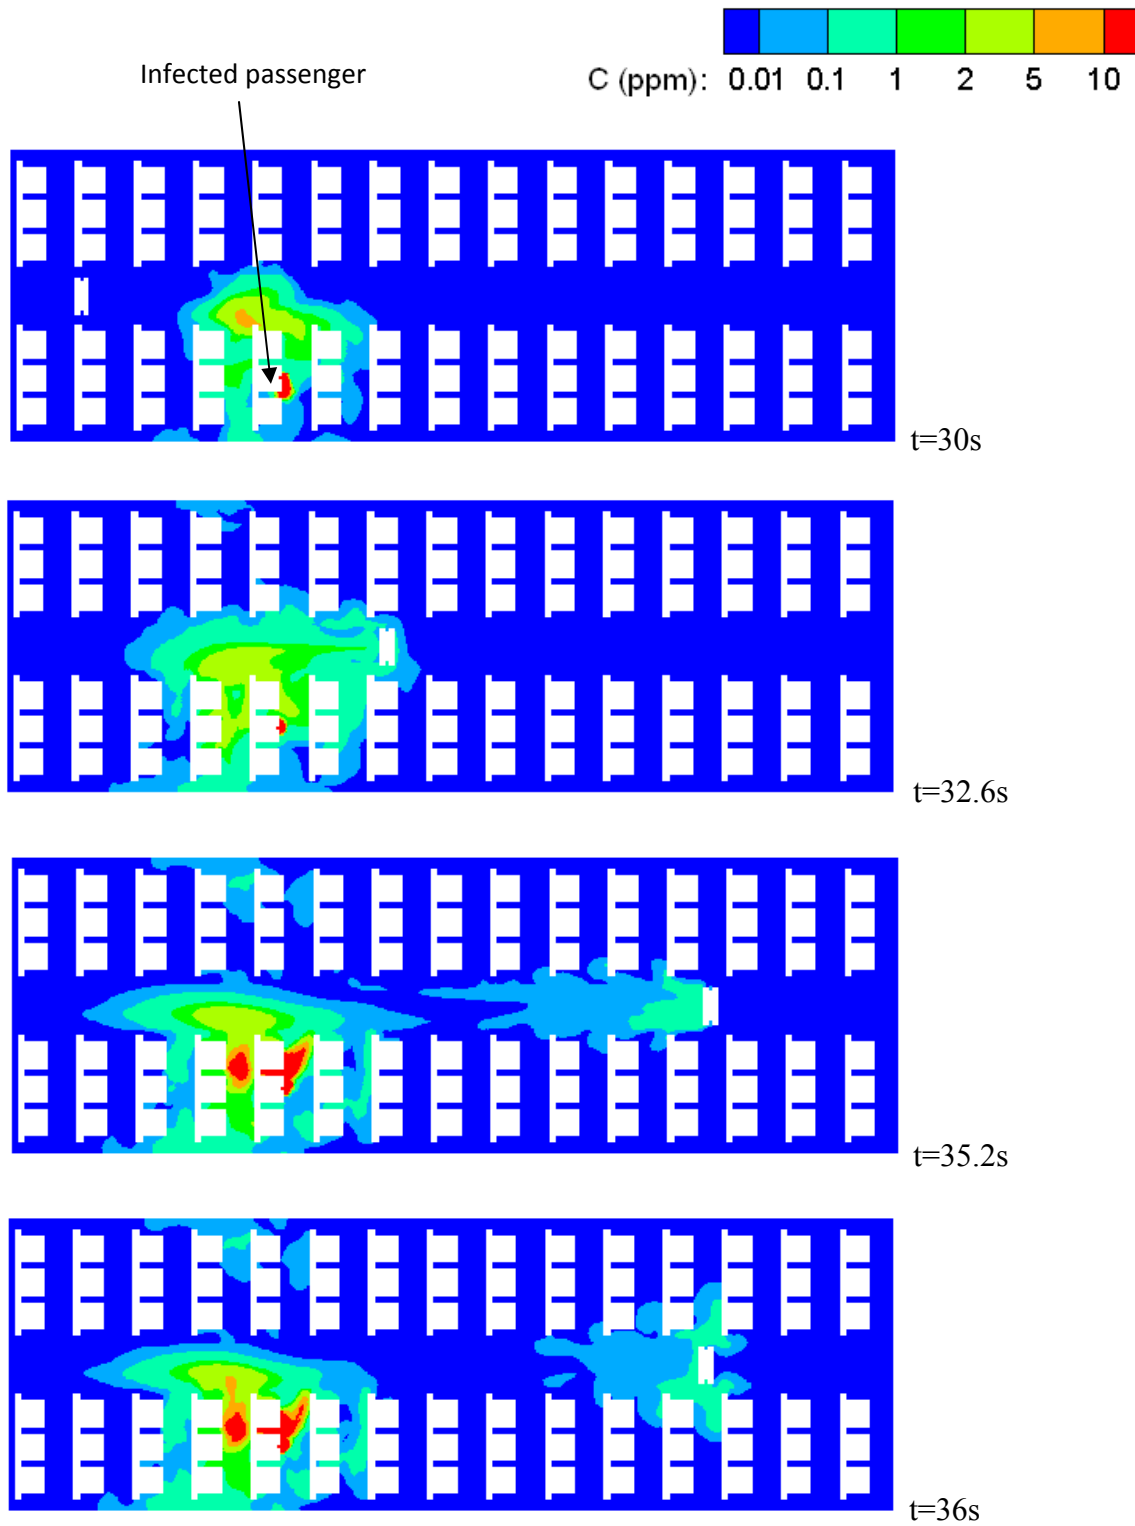 Infected passenger
C (ppm): 0.01 0.1 1 2 5 10
t=30s
t=32.6s
t=35.2s
t=36s